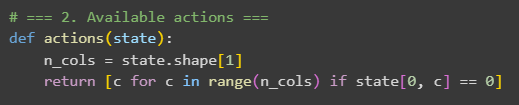 # === 2. Available actions ===
def actions(state):
    n_cols = state.shape[1]
    return [c for c in range(n_cols) if state[0, c] == 0]